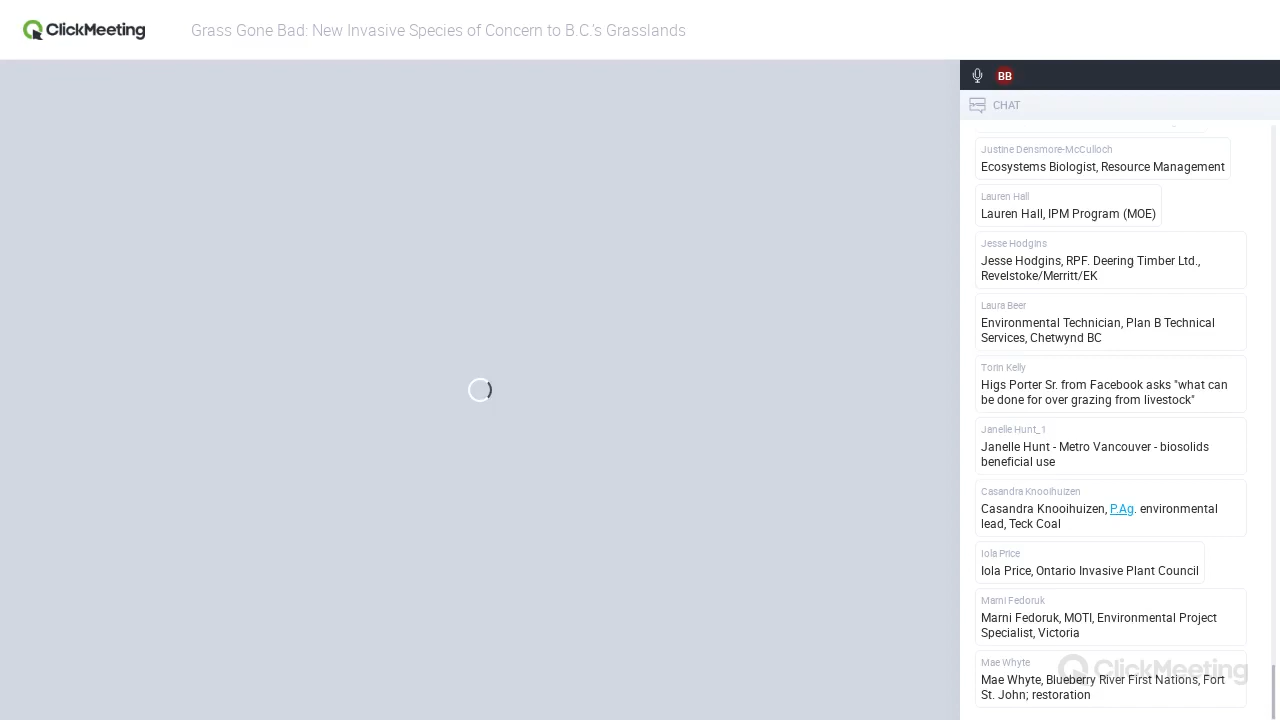 ClickMeeting
Grass Gone Bad: New Invasive Species of Concern to B.C.'s Grasslands
BB
CHAT
Justine Densmore-McCulloch
Ecosystems Biologist, Resource Management
Lauren Hall
Lauren Hall, IPM Program (MOE)
Jesse Hodgins
Jesse Hodgins, RPF. Deering Timber Ltd.,
Revelstoke/Merritt/EK
Laura Beer
Environmental Technician, Plan B Technical
Services, Chetwynd BC
Torin Kelly
Higs Porter Sr. from Facebook asks "what can
be done for over grazing from livestock"
Janelle Hunt_1
Janelle Hunt - Metro Vancouver - biosolids
beneficial use
Casandra Knooihuizen
Casandra Knooihuizen, P.Ag. environmental
lead, Teck Coal
Iola Price
Iola Price, Ontario Invasive Plant Council
Marni Fedoruk
Marni Fedoruk, MOTI, Environmental Project
Specialist, Victoria
Mae Whyte
ClickMeeting
Mae Whyte, Blueberry River First Nations, Fort
St. John; restoration